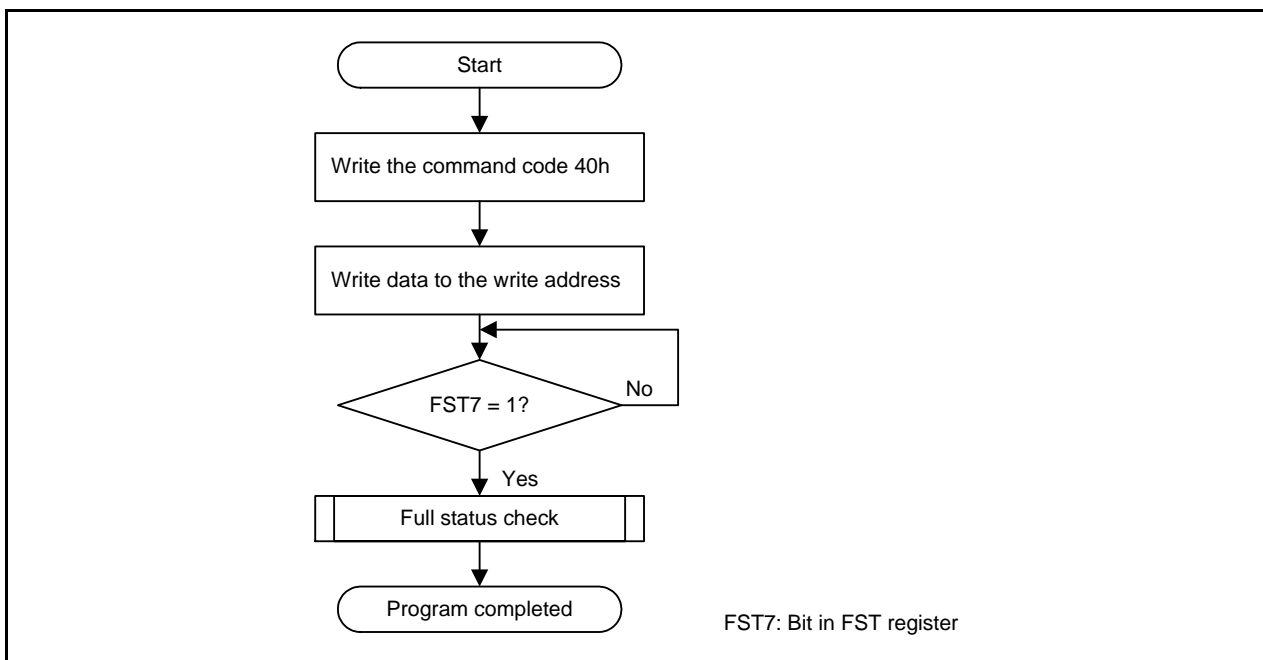 Start
Write the command code 40h
Write data to the write address
FST7 = 1?
No
Yes
Full status check
Program completed
FST7: Bit in FST register